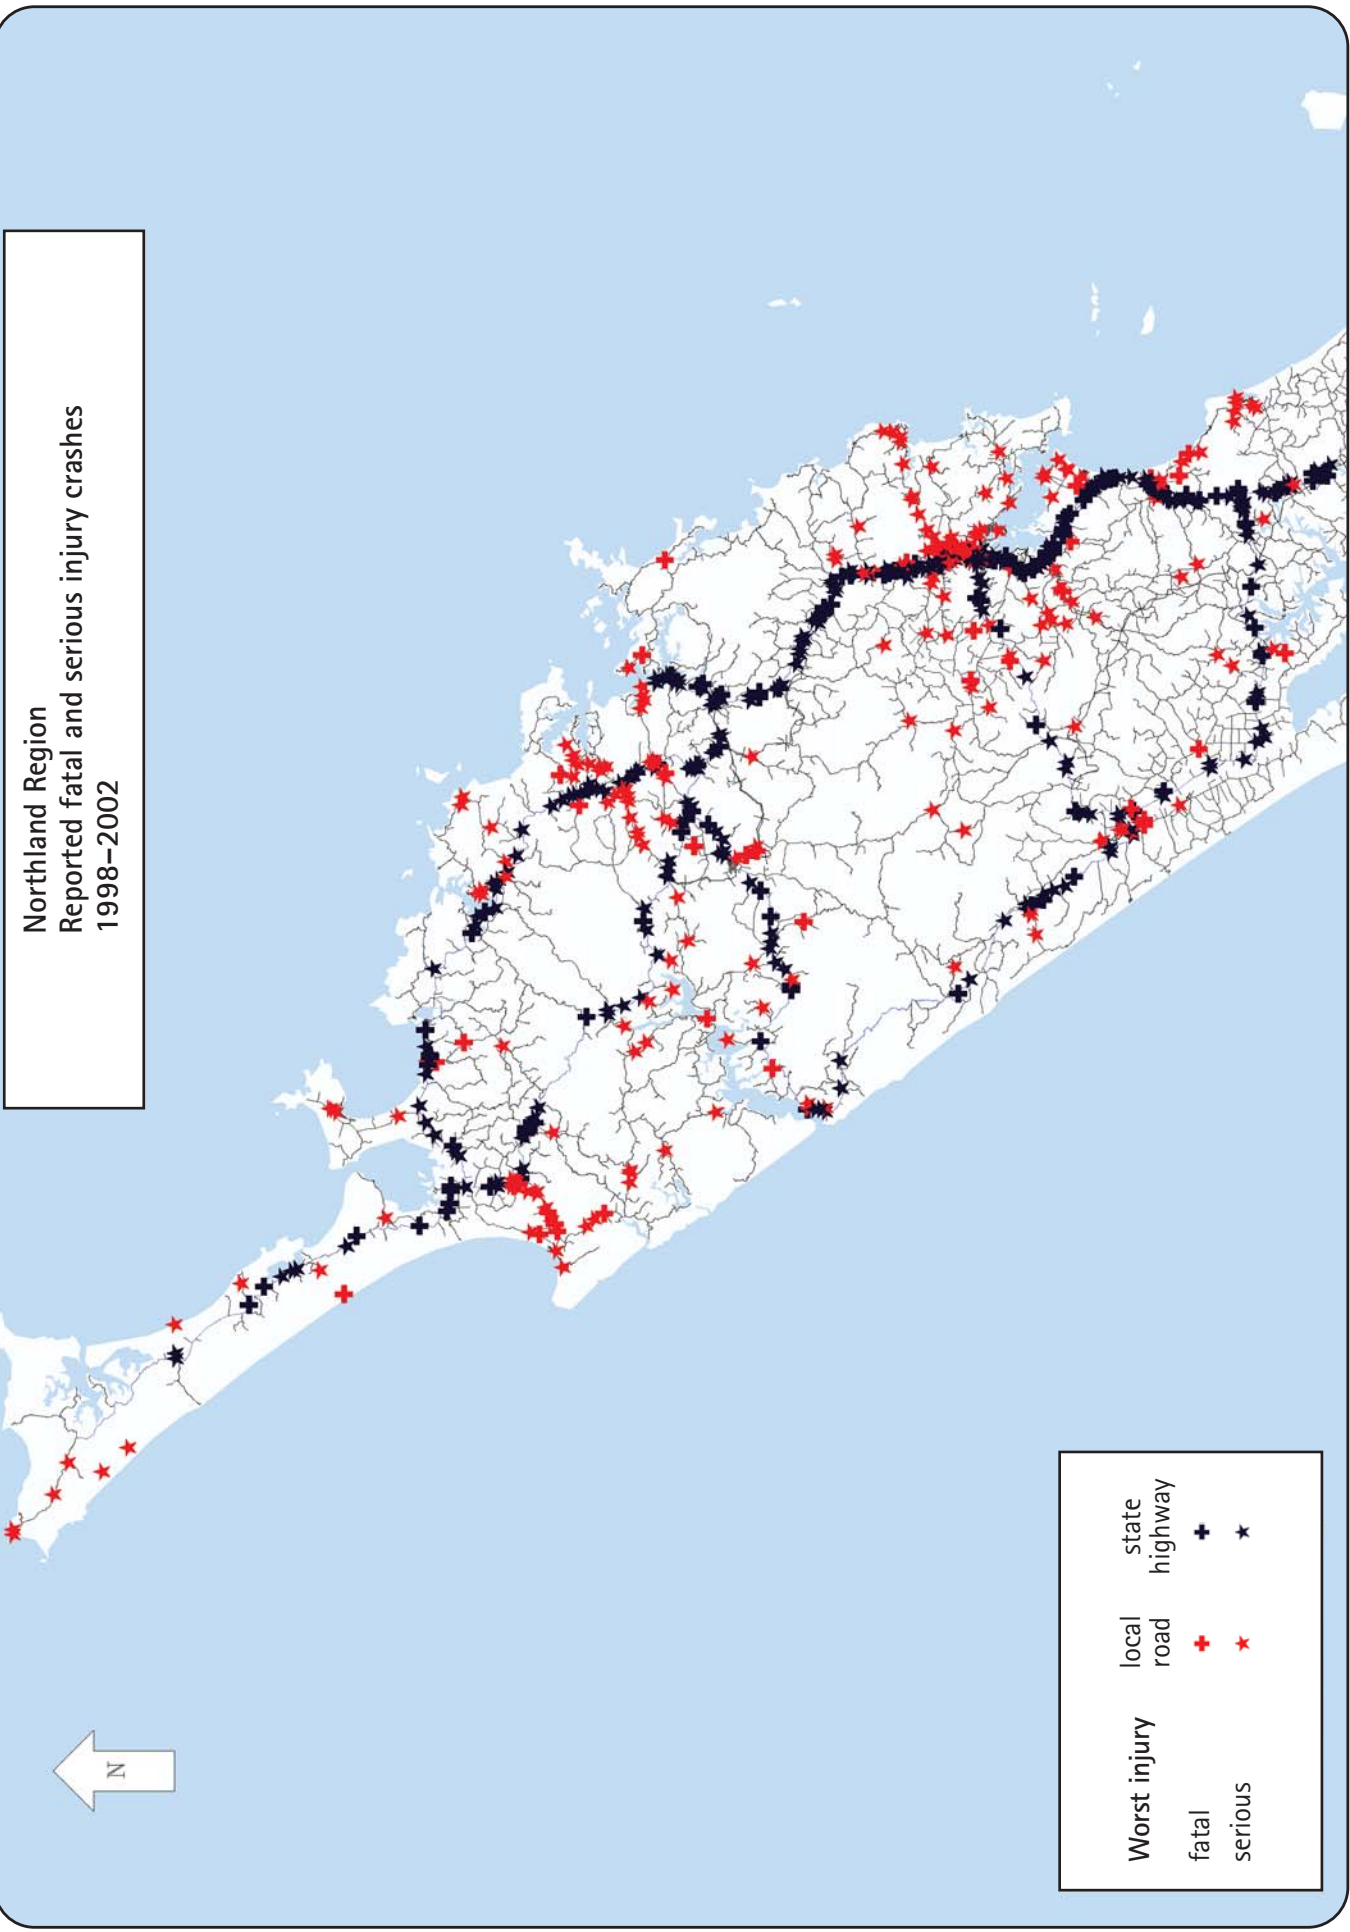 Northland Region
Reported fatal and serious injury crashes
1998–2002
N
Worst injury
local road
state highway
fatal
serious